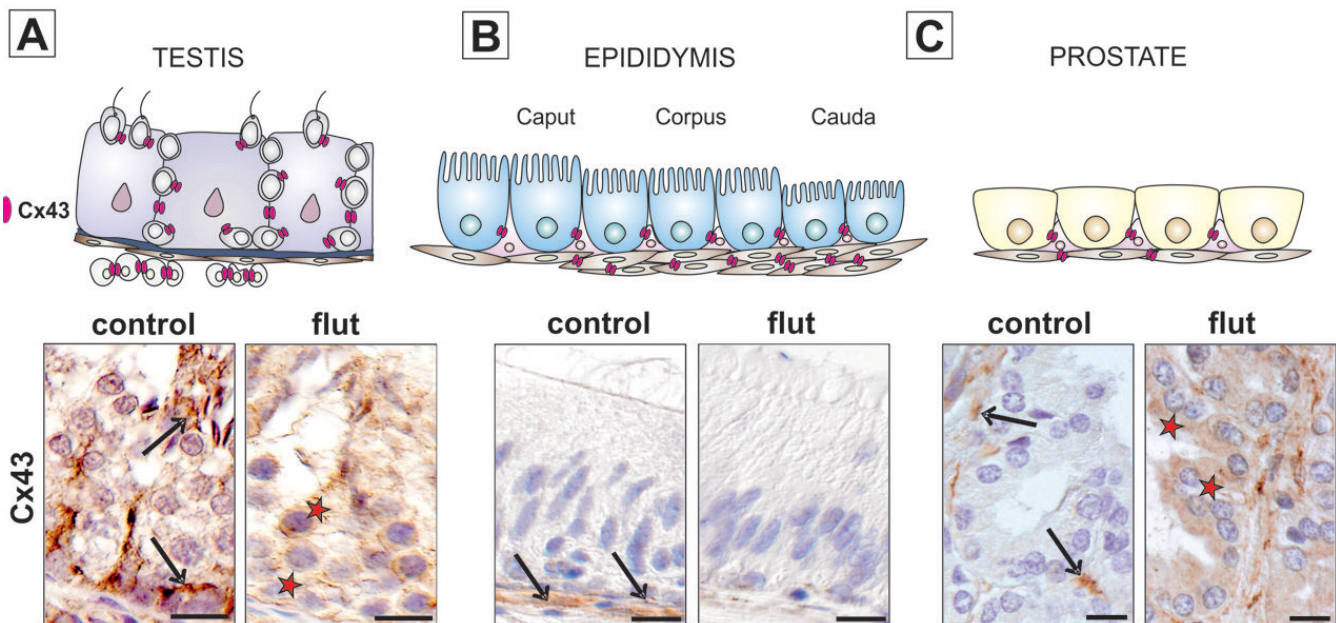 A
TESTIS
B
EPIDIDYMIS
C
PROSTATE
Caput
Corpus
Cauda
Cx43
control
flut
control
flut
control
flut
Cx43